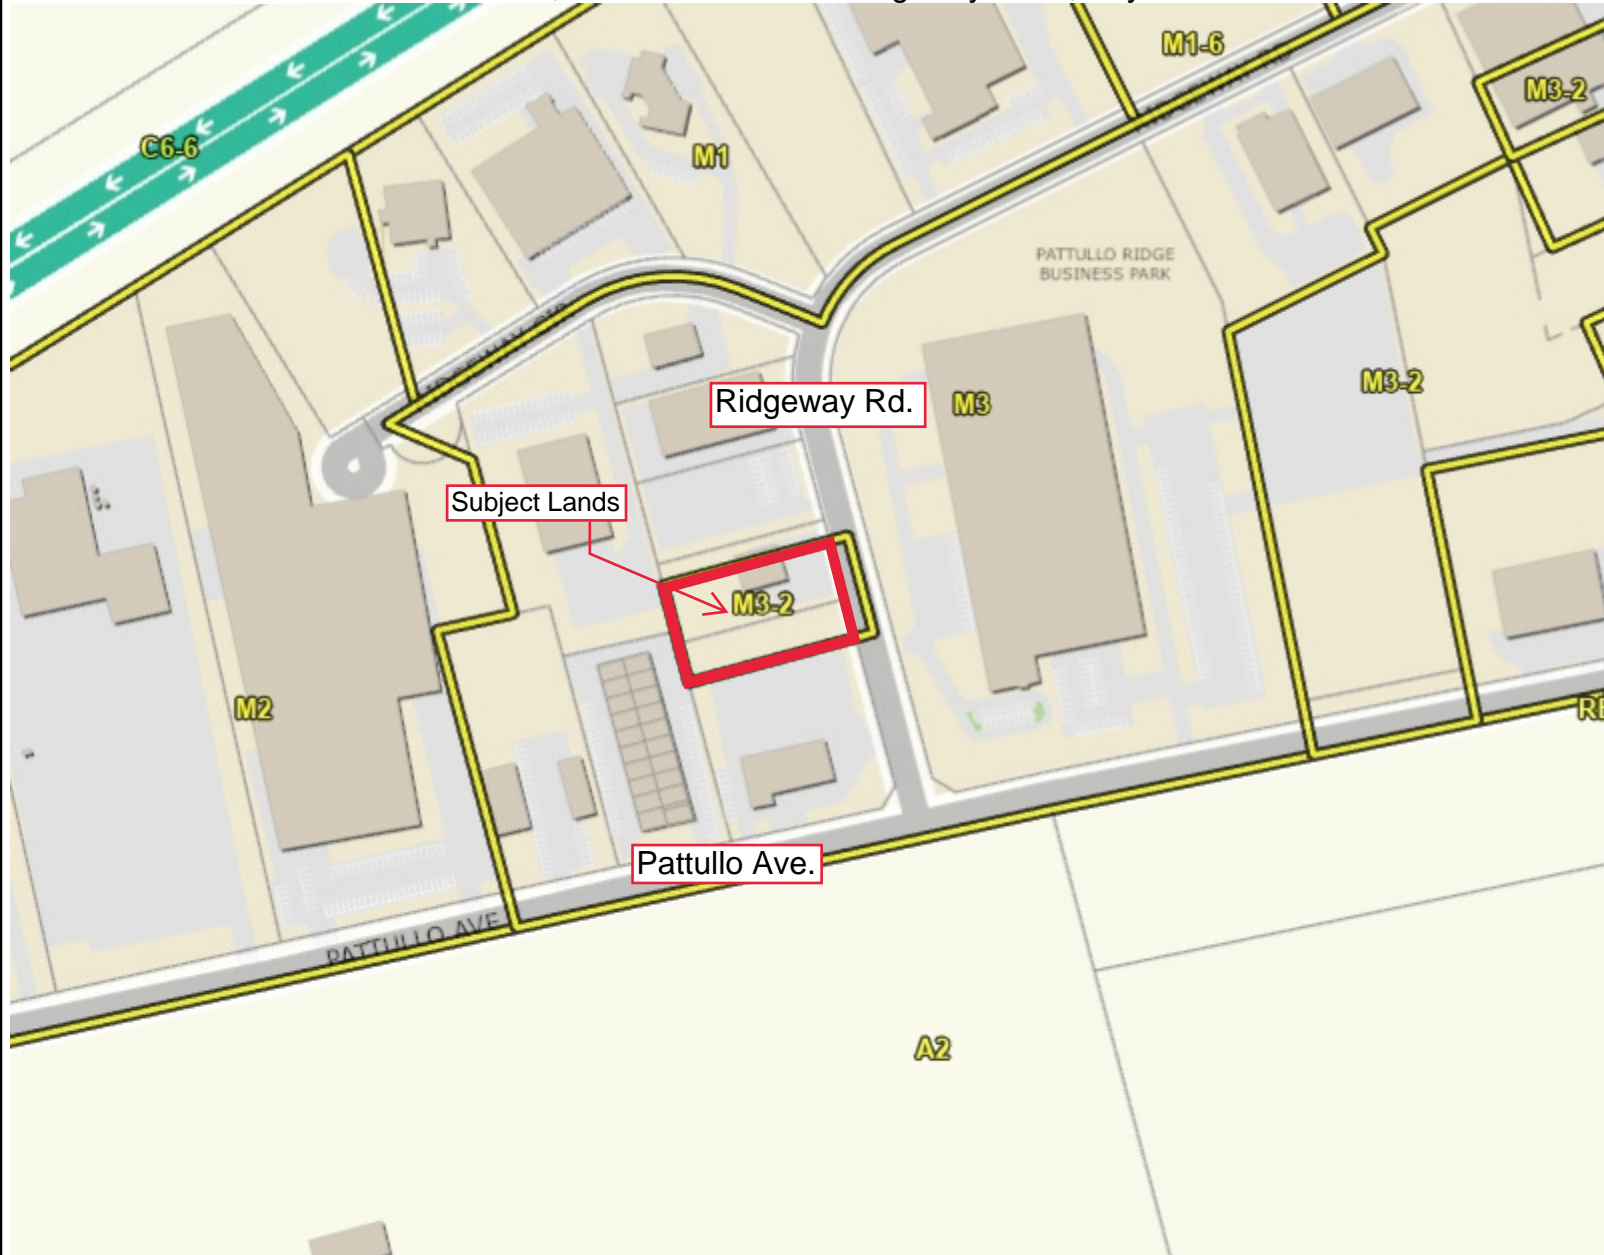 M1-6
M3-2
C6-6
M1
PATTULLO RIDGE
BUSINESS PARK
M3-2
Ridgeway Rd.
M3
Subject Lands
M3-2
M2
Pattullo Ave.
PATTULLO AVE
A2